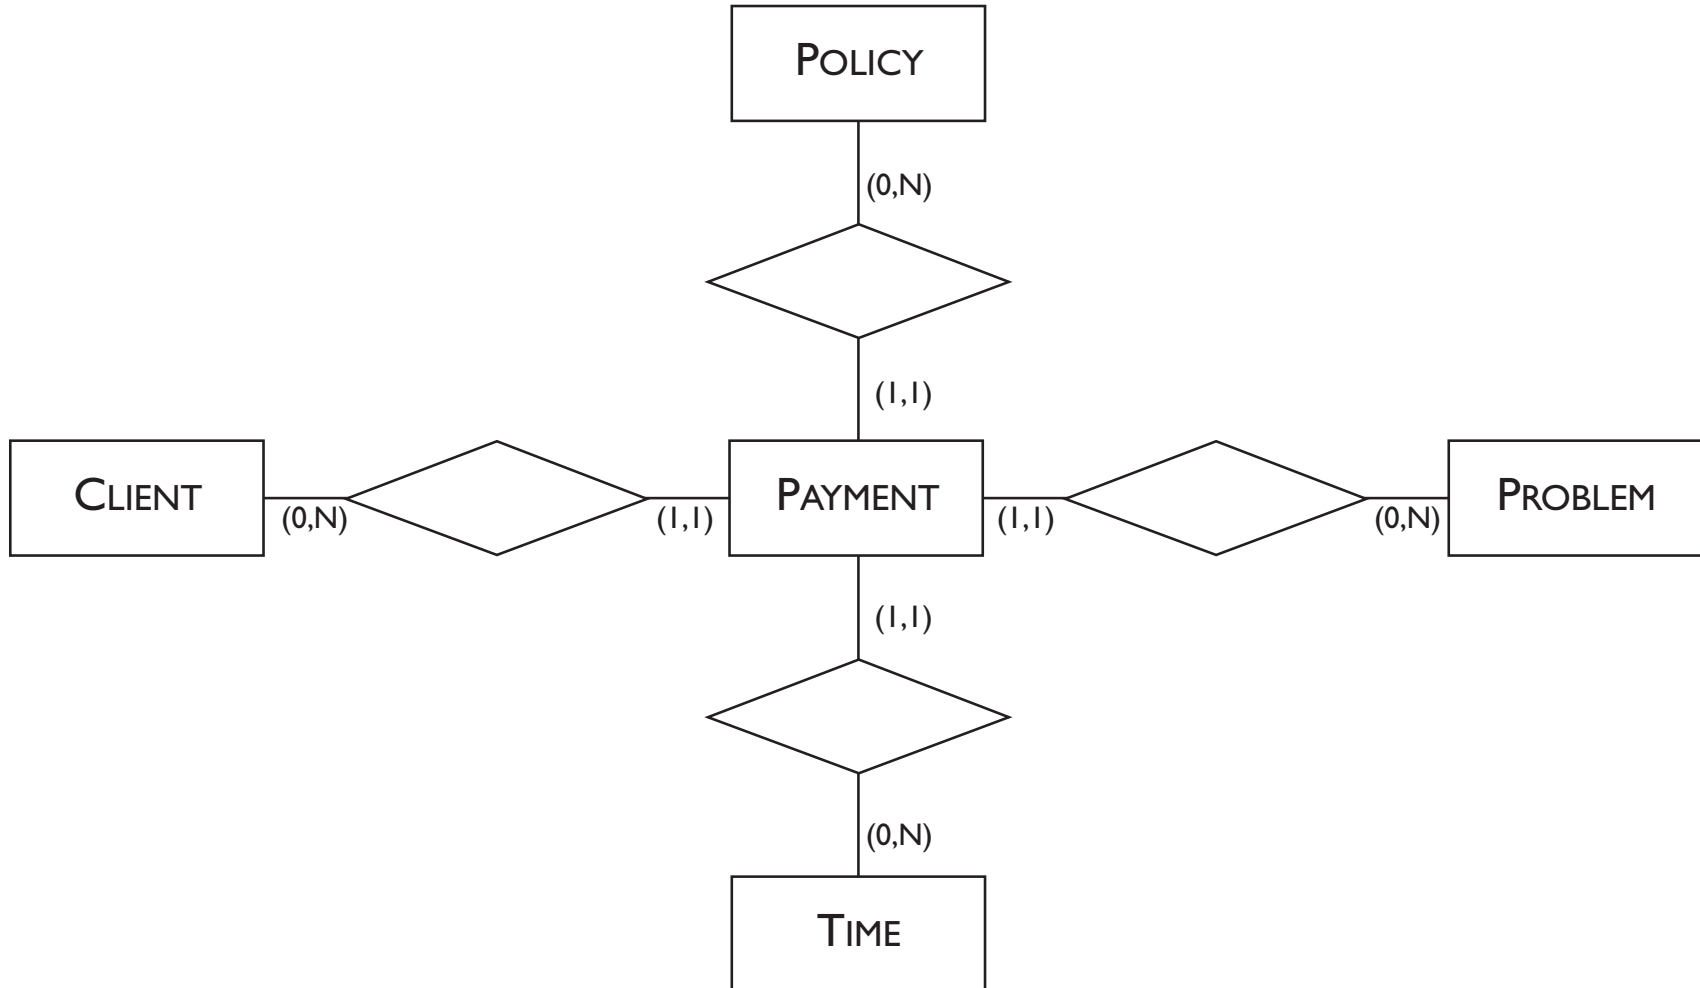 POLICY
(0,N)
(1,1)
CLIENT
(0,N)
(1,1)
PAYMENT
(1,1)
(0,N)
PROBLEM
(1,1)
(0,N)
TIME